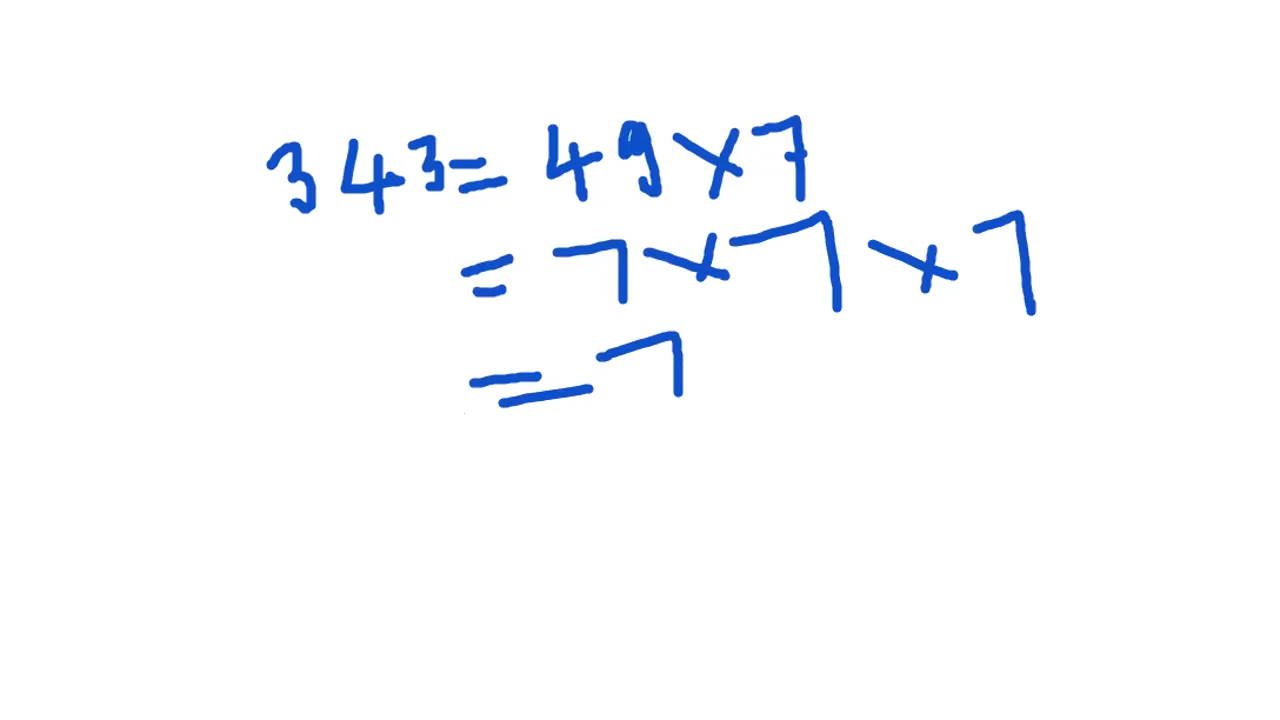 343 = 49 × 7
= 7 × 7 × 7
= 7